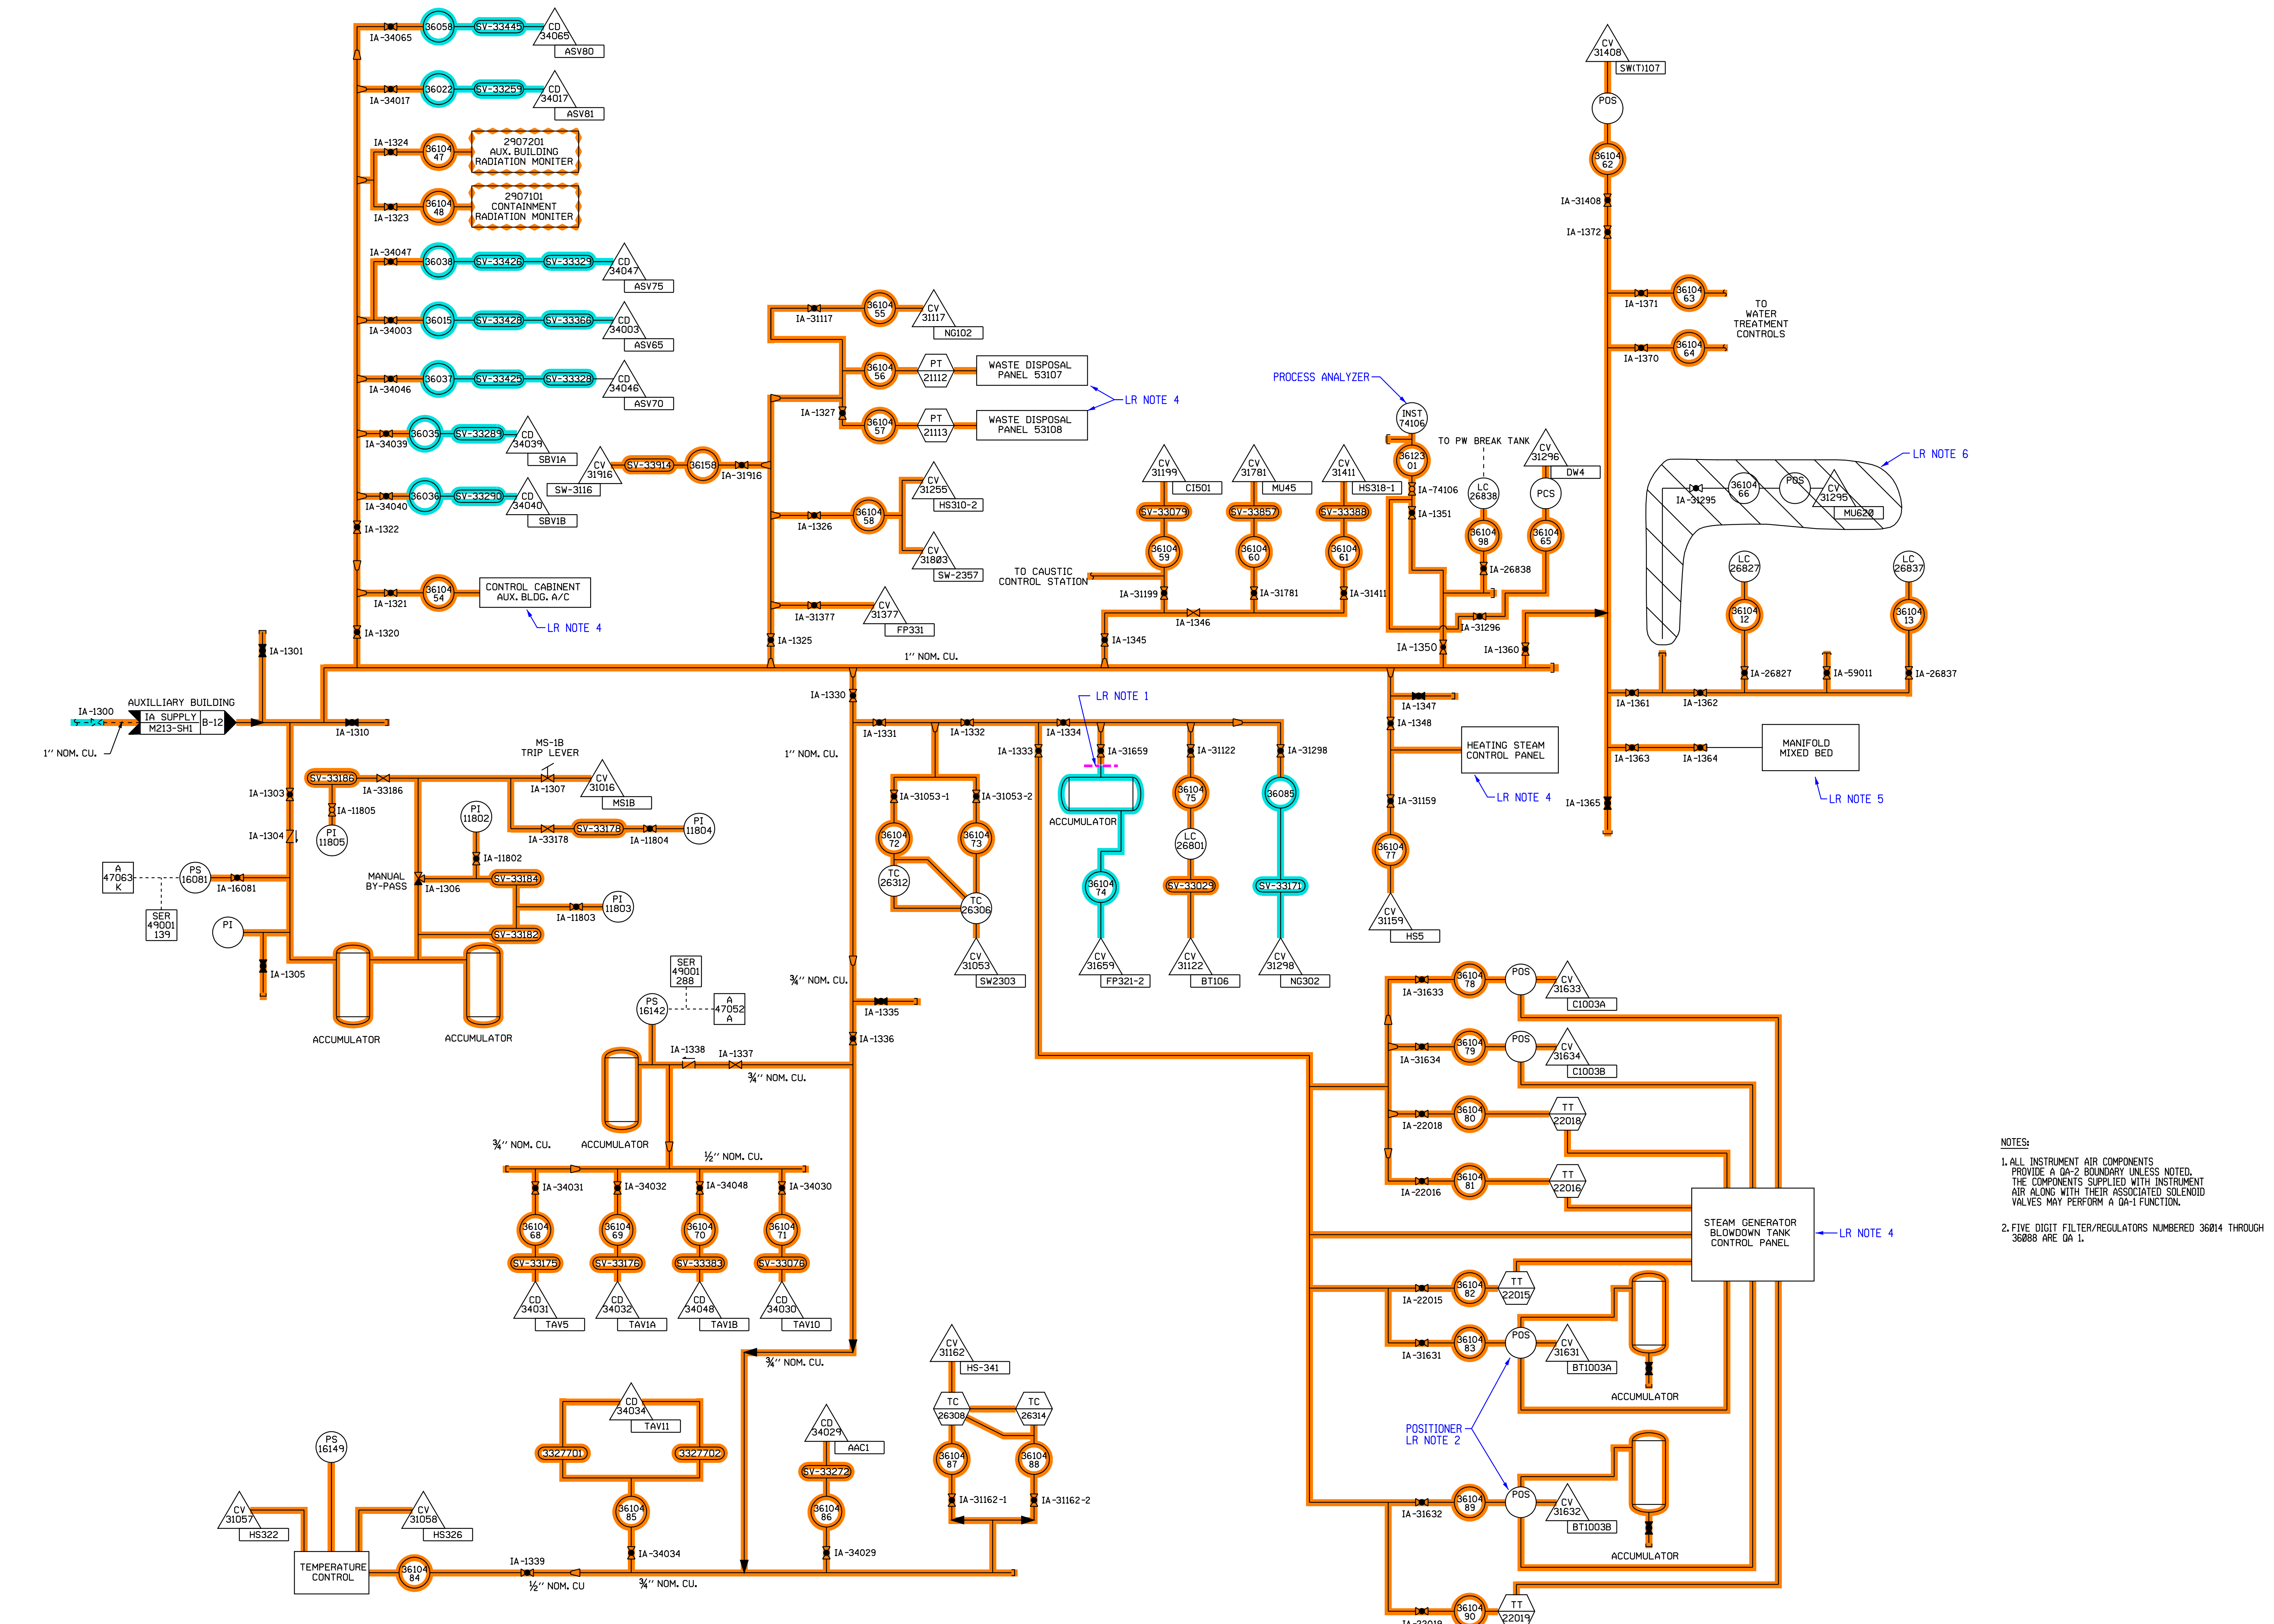 IA-34065
36058
SV-33445
CD
34065
ASV80
IA-34017
36022
SV-33259
CD
34017
ASV81
IA-1324
36104
47
2907201
AUX. BUILDING
RADIATION MONITER
IA-1323
36104
48
2907101
CONTAINMENT
RADIATION MONITER
IA-34047
36038
SV-33426
SV-33329
CD
34047
ASV75
IA-34003
36015
SV-33428
SV-33366
CD
34003
ASV65
IA-34046
36037
SV-33425
SV-33328
CD
34046
ASV70
IA-34039
36035
SV-33289
CD
34039
SBV1A
IA-34040
36036
SV-33290
CD
34040
SBV1B
IA-1322
IA-1321
36104
54
CONTROL CABINENT
AUX. BLDG. A/C
LR NOTE 4
IA-1320
IA-31117
36104
55
CV
31117
NG102
36104
56
PT
21112
WASTE DISPOSAL
PANEL 53107
LR NOTE 4
IA-1327
36104
57
PT
21113
WASTE DISPOSAL
PANEL 53108
CV
31916
SW-3116
SV-33914
36158
IA-31916
IA-1326
36104
58
CV
31255
HS310-2
CV
31803
SW-2357
IA-31377
CV
31377
FP331
IA-1325
1" NOM. CU.
CV
31199
CI501
SV-33079
36104
59
IA-31199
TO CAUSTIC
CONTROL STATION
CV
31781
MU45
SV-33857
36104
60
IA-31781
CV
31411
HS318-1
SV-33388
36104
61
IA-31411
IA-1346
IA-1345
PROCESS ANALYZER
INST
74106
36123
01
IA-74106
IA-1351
TO PW BREAK TANK
LC
26838
36104
98
IA-26838
CV
31296
DW4
PCS
36104
65
IA-31296
IA-1350
IA-1360
CV
31408
SW(T)107
POS
36104
62
IA-31408
IA-1372
IA-1371
36104
63
IA-1370
36104
64
TO
WATER
TREATMENT
CONTROLS
LR NOTE 6
IA-31295
36104
66
POS
CV
31295
MU620
LC
26827
36104
12
IA-26827
IA-59011
LC
26837
36104
13
IA-26837
IA-1361
IA-1362
IA-1363
IA-1364
MANIFOLD
MIXED BED
LR NOTE 5
IA-1365
IA-1301
AUXILLIARY BUILDING
IA-1300
IA SUPPLY
M213-SH1
B-12
1" NOM. CU.
IA-1310
IA-1303
IA-1304
SV-33186
IA-33186
IA-11805
PI
11805
MS-1B
TRIP LEVER
IA-1307
CV
31016
MS1B
PI
11802
IA-11802
IA-33178
SV-33178
IA-11804
PI
11804
MANUAL
BY-PASS
IA-1306
SV-33184
IA-11803
PI
11803
SV-33182
A
47063
K
PS
16081
IA-16081
SER
49001
139
PI
IA-1305
ACCUMULATOR
ACCUMULATOR
IA-1330
1" NOM. CU.
IA-1331
IA-1332
IA-1333
IA-1334
IA-31053-1
IA-31053-2
36104
72
36104
73
TC
26312
TC
26306
CV
31053
SW2303
LR NOTE 1
IA-31659
ACCUMULATOR
36104
74
CV
31659
FP321-2
IA-31122
36104
75
LC
26801
SV-33029
CV
31122
BT106
IA-31298
36085
SV-33171
CV
31298
NG302
IA-1347
IA-1348
HEATING STEAM
CONTROL PANEL
LR NOTE 4
IA-31159
36104
77
CV
31159
HS5
3/4" NOM. CU.
IA-1335
IA-1336
SER
49001
288
PS
16142
A
47052
A
IA-1338
IA-1337
3/4" NOM. CU.
ACCUMULATOR
3/4" NOM. CU.
1/2" NOM. CU.
IA-34031
IA-34032
IA-34048
IA-34030
36104
68
36104
69
36104
70
36104
71
SV-33175
SV-33176
SV-33383
SV-33076
CD
34031
TAV5
CD
34032
TAV1A
CD
34048
TAV1B
CD
34030
TAV10
3/4" NOM. CU.
IA-31633
36104
78
POS
CV
31633
C1003A
IA-31634
36104
79
POS
CV
31634
C1003B
IA-22018
36104
80
TT
22018
IA-22016
36104
81
TT
22016
STEAM GENERATOR
BLOWDOWN TANK
CONTROL PANEL
LR NOTE 4
IA-22015
36104
82
TT
22015
IA-31631
36104
83
POS
CV
31631
BT1003A
ACCUMULATOR
POSITIONER
LR NOTE 2
IA-31632
36104
89
POS
CV
31632
BT1003B
ACCUMULATOR
IA-22019
36104
90
TT
22019
CV
31162
HS-341
TC
26308
TC
26314
36104
87
36104
88
IA-31162-1
IA-31162-2
CD
34034
TAV11
3327701
3327702
36104
85
IA-34034
CD
34029
AAC1
SV-33272
36104
86
IA-34029
PS
16149
CV
31057
HS322
CV
31058
HS326
TEMPERATURE
CONTROL
36104
84
IA-1339
1/2" NOM. CU
3/4" NOM. CU.
NOTES:
1. ALL INSTRUMENT AIR COMPONENTS
PROVIDE A QA-2 BOUNDARY UNLESS NOTED.
THE COMPONENTS SUPPLIED WITH INSTRUMENT
AIR ALONG WITH THEIR ASSOCIATED SOLENOID
VALVES MAY PERFORM A QA-1 FUNCTION.
2. FIVE DIGIT FILTER/REGULATORS NUMBERED 36014 THROUGH
36088 ARE QA 1.